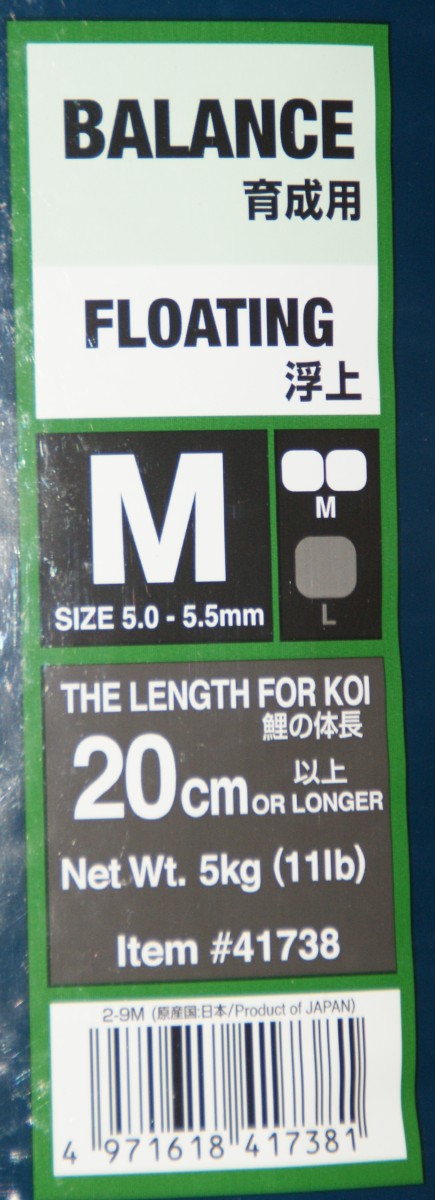 BALANCE
育成用
FLOATING
浮上
M
SIZE 5.0 - 5.5mm
M
L
THE LENGTH FOR KOI
鯉の体長
20cm 以上
OR LONGER
Net Wt. 5kg (11lb)
Item #41738
2-9M (原産国:日本/Product of JAPAN)
4 971618 417381